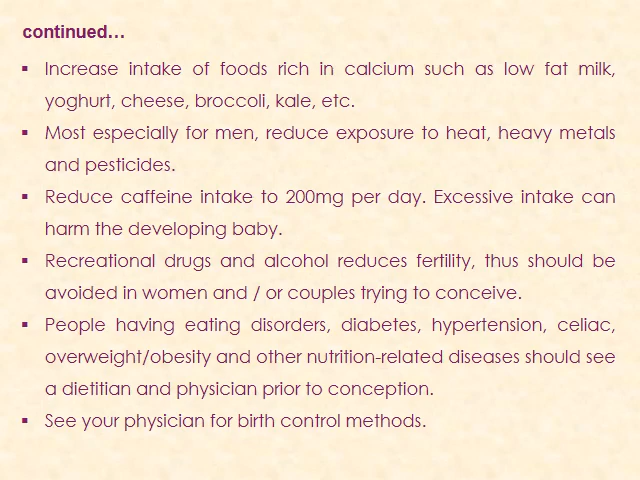 continued…
▪ Increase intake of foods rich in calcium such as low fat milk,
yoghurt, cheese, broccoli, kale, etc.
▪ Most especially for men, reduce exposure to heat, heavy metals
and pesticides.
▪ Reduce caffeine intake to 200mg per day. Excessive intake can
harm the developing baby.
▪ Recreational drugs and alcohol reduces fertility, thus should be
avoided in women and / or couples trying to conceive.
▪ People having eating disorders, diabetes, hypertension, celiac,
overweight/obesity and other nutrition-related diseases should see
a dietitian and physician prior to conception.
▪ See your physician for birth control methods.